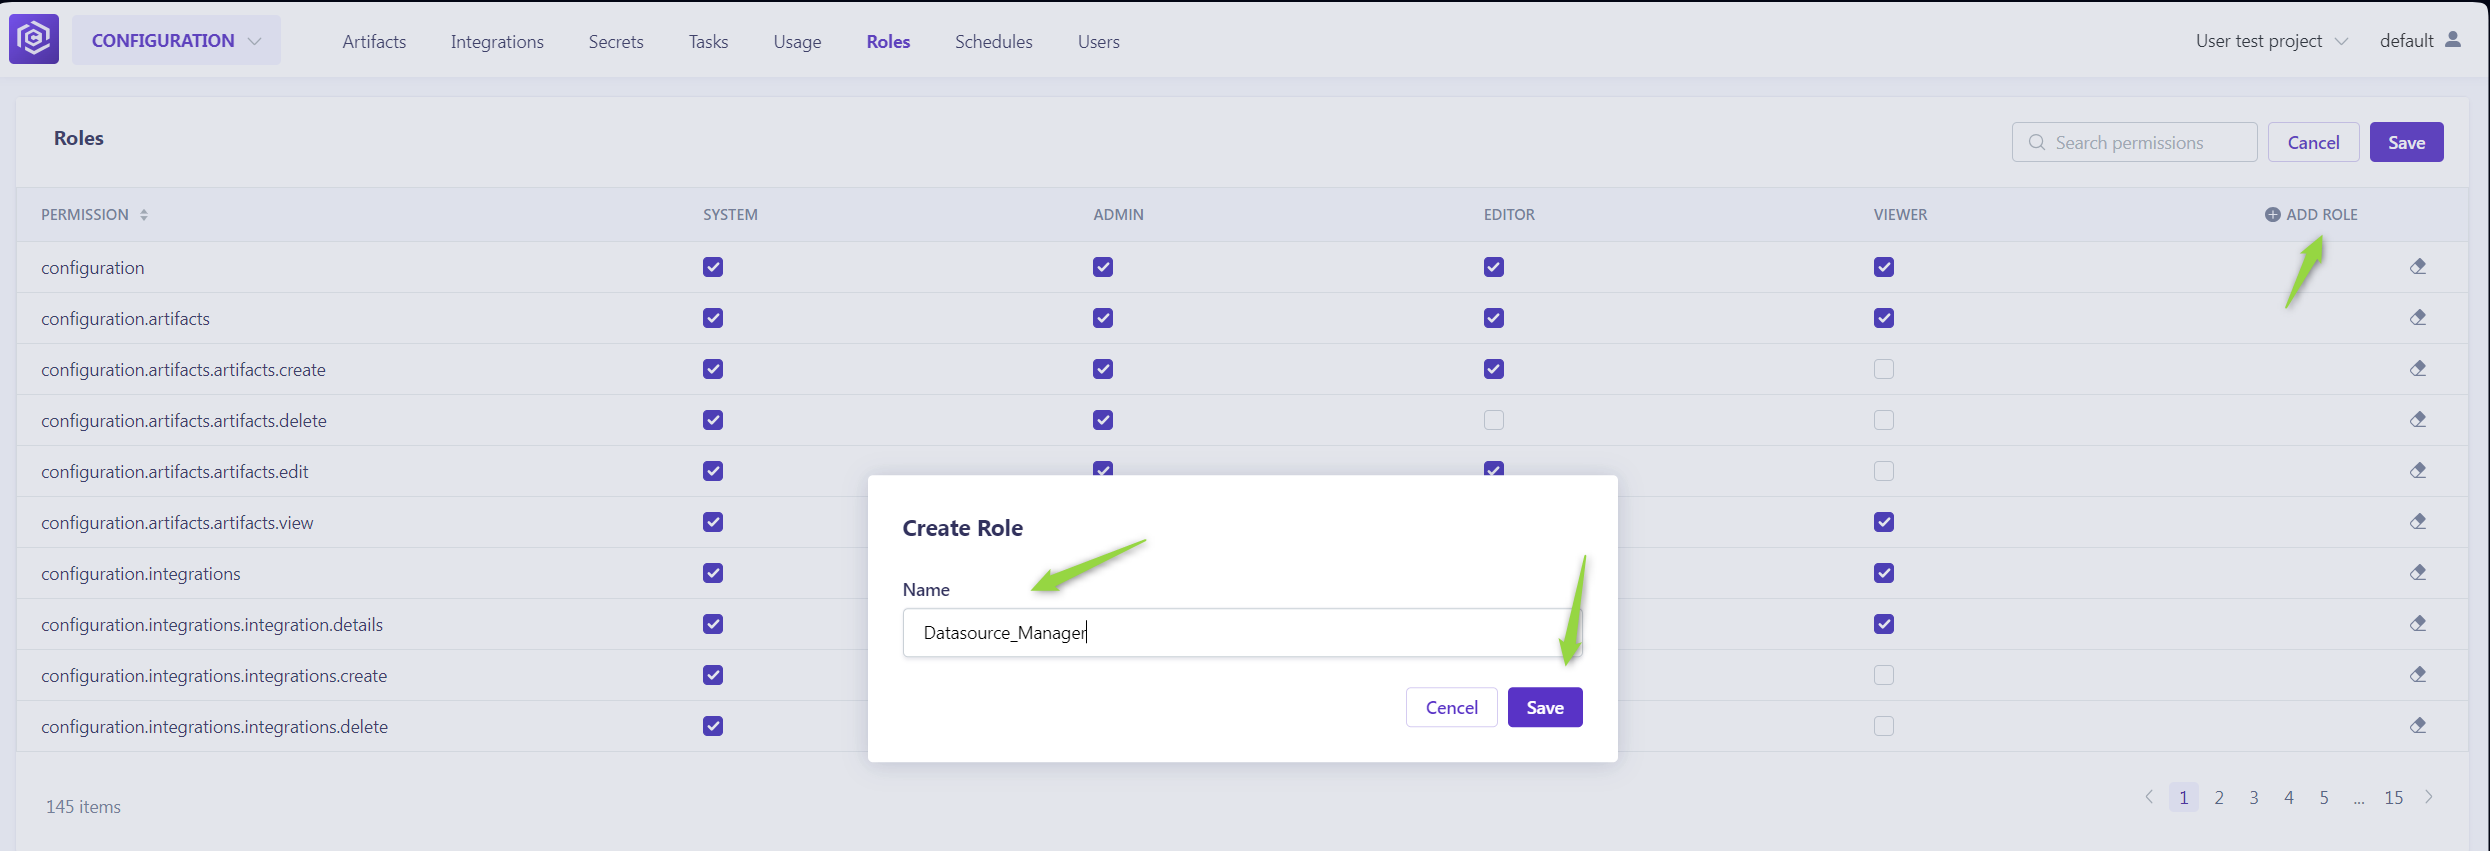 CONFIGURATION Artifacts Integrations Secrets Tasks Usage Roles Schedules Users User test project default
Roles Search permissions Cancel Save
PERMISSION SYSTEM ADMIN EDITOR VIEWER ADD ROLE
configuration
configuration.artifacts
configuration.artifacts.artifacts.create
configuration.artifacts.artifacts.delete
configuration.artifacts.artifacts.edit
configuration.artifacts.artifacts.view
configuration.integrations
configuration.integrations.integration.details
configuration.integrations.integrations.create
configuration.integrations.integrations.delete
Create Role
Name
Datasource_Manager
Cencel Save
145 items 1 2 3 4 5 ... 15